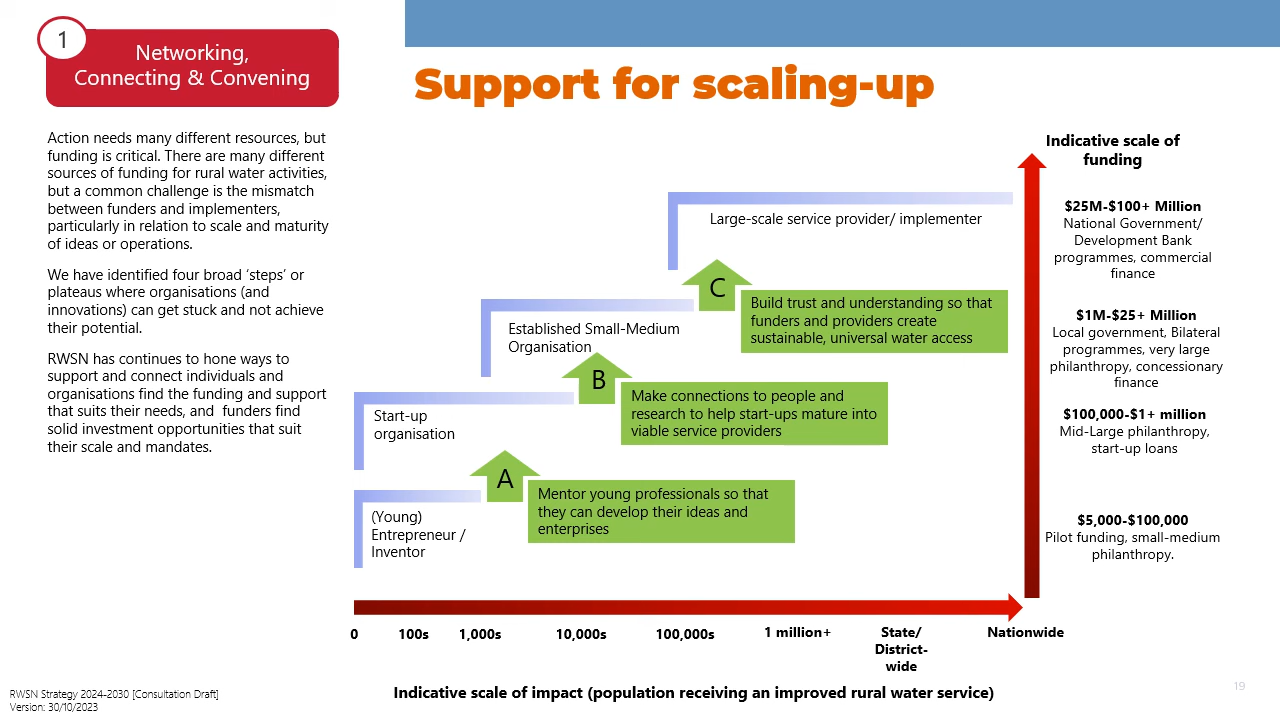 1
Networking,
Connecting & Convening
Support for scaling-up
Action needs many different resources, but
funding is critical. There are many different
sources of funding for rural water activities,
but a common challenge is the mismatch
between funders and implementers,
particularly in relation to scale and maturity
of ideas or operations.
We have identified four broad ‘steps’ or
plateaus where organisations (and
innovations) can get stuck and not achieve
their potential.
RWSN has continues to hone ways to
support and connect individuals and
organisations find the funding and support
that suits their needs, and  funders find
solid investment opportunities that suit
their scale and mandates.
Large-scale service provider/ implementer
C
Build trust and understanding so that
funders and providers create
sustainable, universal water access
Established Small-Medium
Organisation
B
Make connections to people and
research to help start-ups mature into
viable service providers
Start-up
organisation
A
Mentor young professionals so that
they can develop their ideas and
enterprises
(Young)
Entrepreneur /
Inventor
Indicative scale of
funding
$25M-$100+ Million
National Government/
Development Bank
programmes, commercial
finance
$1M-$25+ Million
Local government, Bilateral
programmes, very large
philanthropy, concessionary
finance
$100,000-$1+ million
Mid-Large philanthropy,
start-up loans
$5,000-$100,000
Pilot funding, small-medium
philanthropy.
0 100s 1,000s 10,000s 100,000s 1 million+ State/ Nationwide
District-
wide
Indicative scale of impact (population receiving an improved rural water service)
RWSN Strategy 2024-2030 [Consultation Draft]
Version: 30/10/2023
19